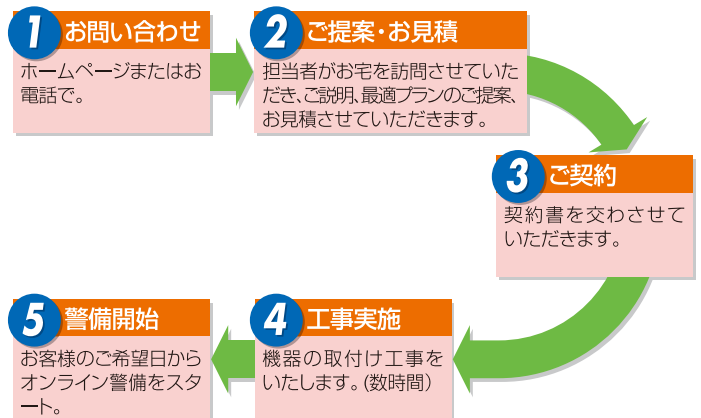 1 お問い合わせ
ホームページまたはお
電話で。
2 ご提案・お見積
担当者がお宅を訪問させていた
だき、ご説明、最適プランのご提案、
お見積させていただきます。
3 ご契約
契約書を交わさせて
いただきます。
4 工事実施
機器の取付け工事を
いたします。(数時間)
5 警備開始
お客様のご希望日から
オンライン警備をスタ
ート。